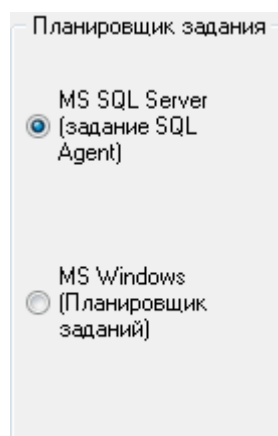 Планировщик задания
MS SQL Server
(задание SQL
Agent)
MS Windows
(Планировщик
заданий)